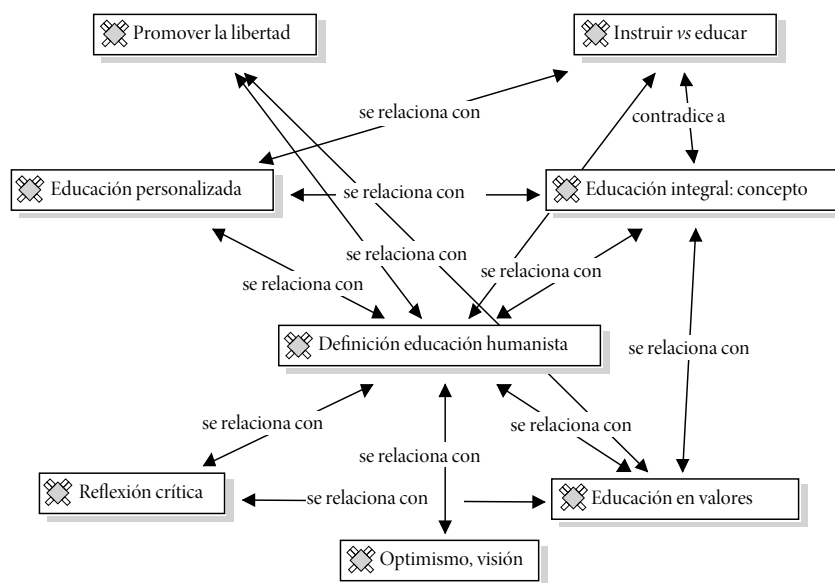 Promover la libertad
Instruir vs educar
se relaciona con
contradice a
Educación personalizada
se relaciona con
Educación integral: concepto
se relaciona con
se relaciona con
se relaciona con
Definición educación humanista
se relaciona con
se relaciona con
se relaciona con
se relaciona con
Reflexión crítica
se relaciona con
Educación en valores
Optimismo, visión